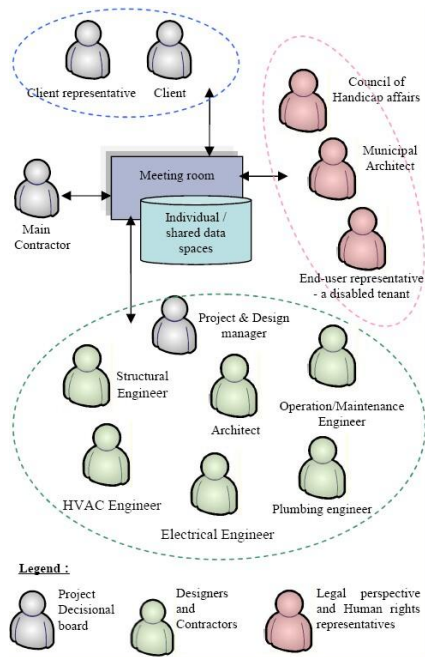 Client representative
Client
Council of
Handicap affairs
Meeting room
Municipal
Architect
Individual /
shared data
spaces
Main
Contractor
End-user representative
- a disabled tenant
Project & Design
manager
Structural
Engineer
Architect
Operation/Maintenance
Engineer
HVAC Engineer
Electrical Engineer
Plumbing engineer
Legend :
Project
Decisional
board
Designers
and
Contractors
Legal perspective
and Human rights
representatives